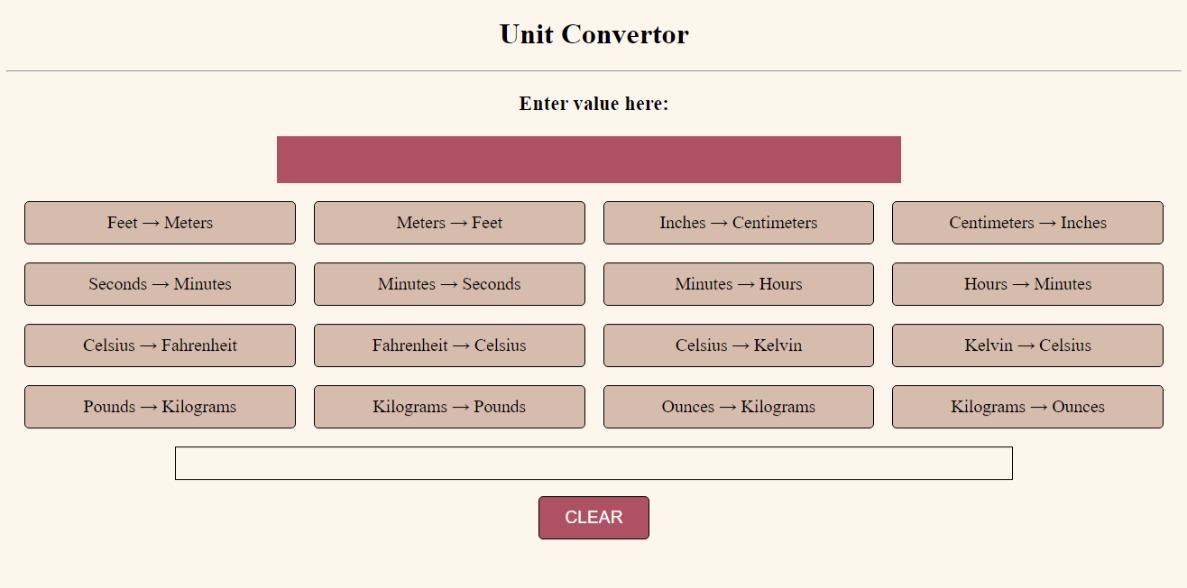 Unit Convertor
Enter value here:
Feet → Meters
Meters → Feet
Inches → Centimeters
Centimeters → Inches
Seconds → Minutes
Minutes → Seconds
Minutes → Hours
Hours → Minutes
Celsius → Fahrenheit
Fahrenheit → Celsius
Celsius → Kelvin
Kelvin → Celsius
Pounds → Kilograms
Kilograms → Pounds
Ounces → Kilograms
Kilograms → Ounces
CLEAR